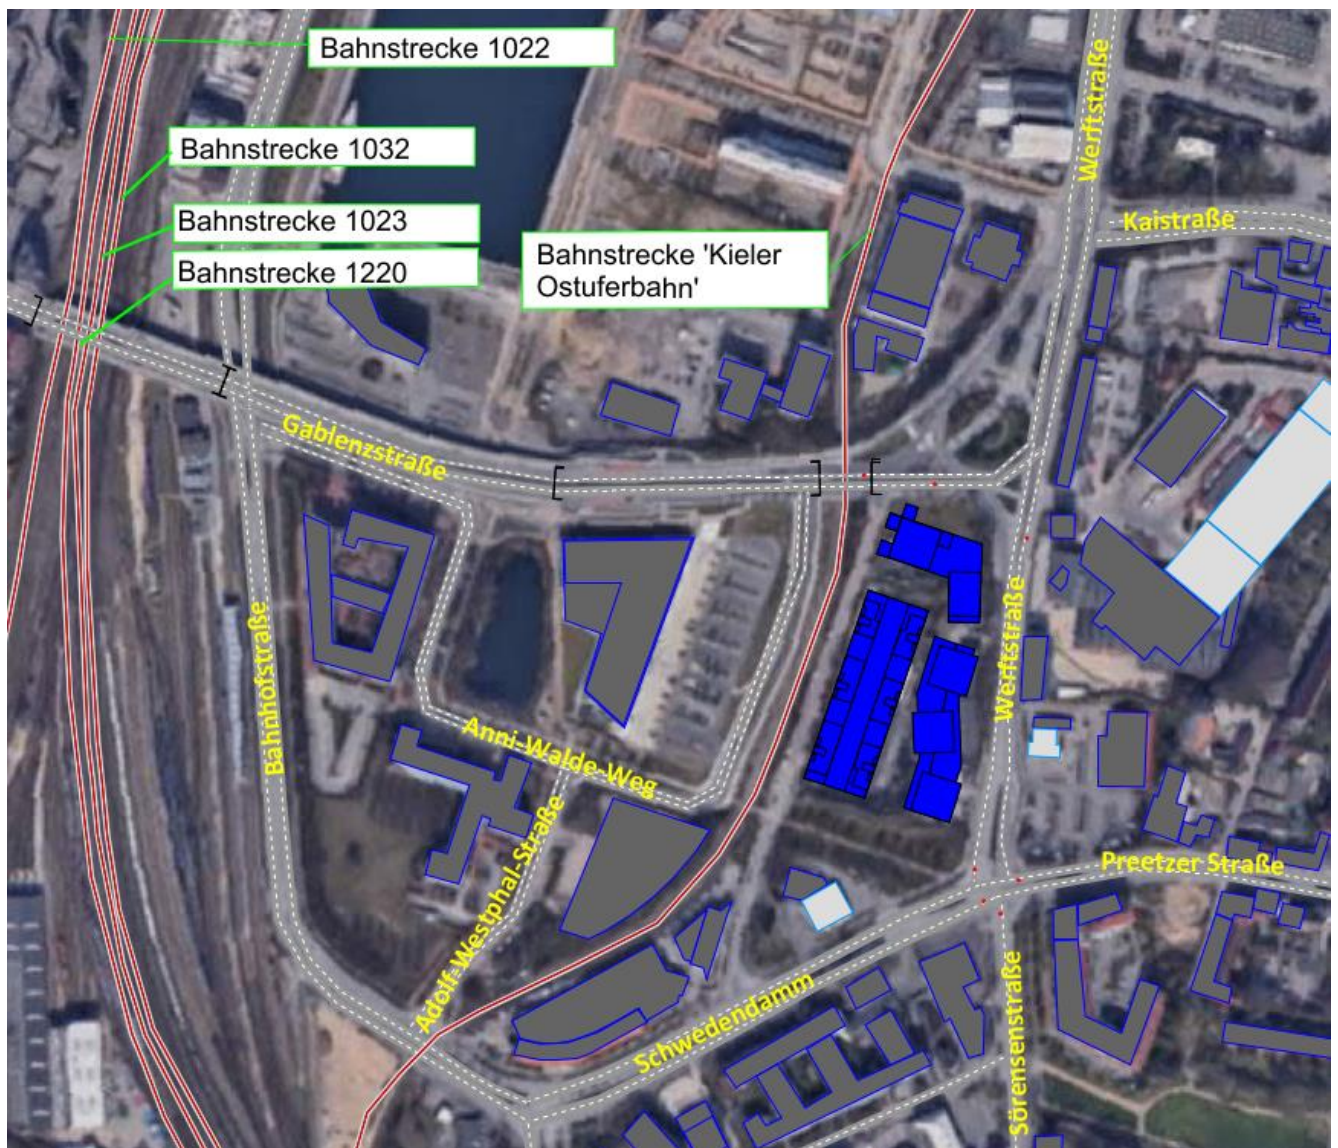 Bahnstrecke 1022
Bahnstrecke 1032
Bahnstrecke 1023
Bahnstrecke 1220
Bahnstrecke 'Kieler
Ostuferbahn'
Werftstraße
Kaistraße
Gablenzstraße
Bahnhofstraße
Werftstraße
Anni-Walde-Weg
Adolf-Westphal-Straße
Preetzer Straße
Schwedendamm
Sörensenstraße